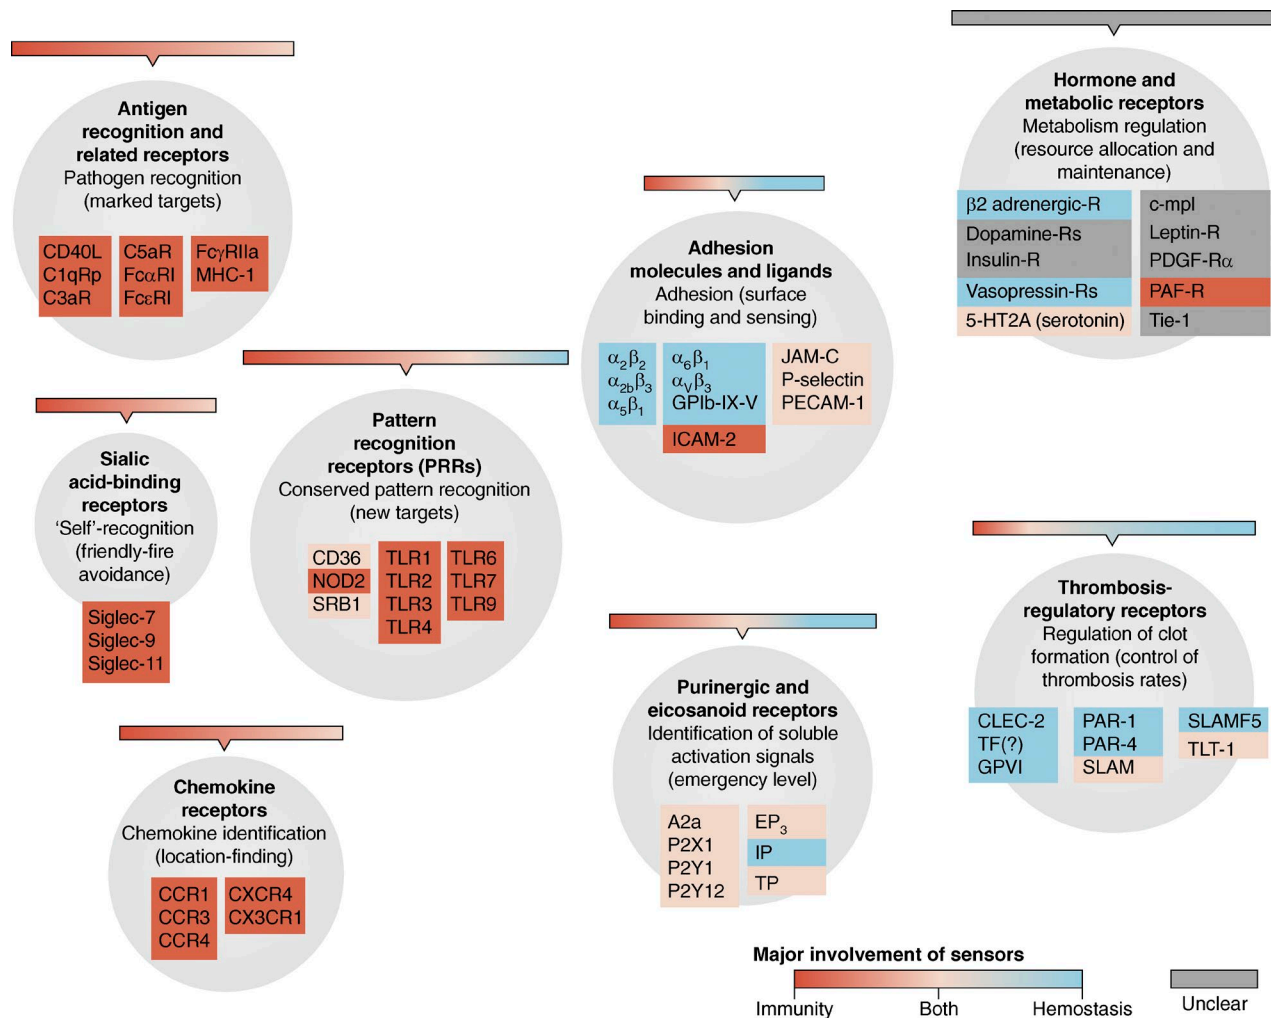 Antigen
recognition and
related receptors
Pathogen recognition
(marked targets)
CD40L
C1qRp
C3aR
C5aR
FcαRI
FcεRI
FcγRIIa
MHC-1
Sialic
acid-binding
receptors
‘Self’-recognition
(friendly-fire
avoidance)
Siglec-7
Siglec-9
Siglec-11
Pattern
recognition
receptors (PRRs)
Conserved pattern recognition
(new targets)
CD36
NOD2
SRB1
TLR1
TLR2
TLR3
TLR4
TLR6
TLR7
TLR9
Chemokine
receptors
Chemokine identification
(location-finding)
CCR1
CCR3
CCR4
CXCR4
CX3CR1
Adhesion
molecules and ligands
Adhesion (surface
binding and sensing)
α2β2
α2bβ3
α5β1
α6β1
αVβ3
GPIb-IX-V
ICAM-2
JAM-C
P-selectin
PECAM-1
Purinergic and
eicosanoid receptors
Identification of soluble
activation signals
(emergency level)
A2a
P2X1
P2Y1
P2Y12
EP3
IP
TP
Hormone and
metabolic receptors
Metabolism regulation
(resource allocation and
maintenance)
β2 adrenergic-R
Dopamine-Rs
Insulin-R
Vasopressin-Rs
5-HT2A (serotonin)
c-mpl
Leptin-R
PDGF-Rα
PAF-R
Tie-1
Thrombosis-
regulatory receptors
Regulation of clot
formation (control of
thrombosis rates)
CLEC-2
TF(?)
GPVI
PAR-1
PAR-4
SLAM
SLAMF5
TLT-1
Major involvement of sensors
Immunity
Both
Hemostasis
Unclear